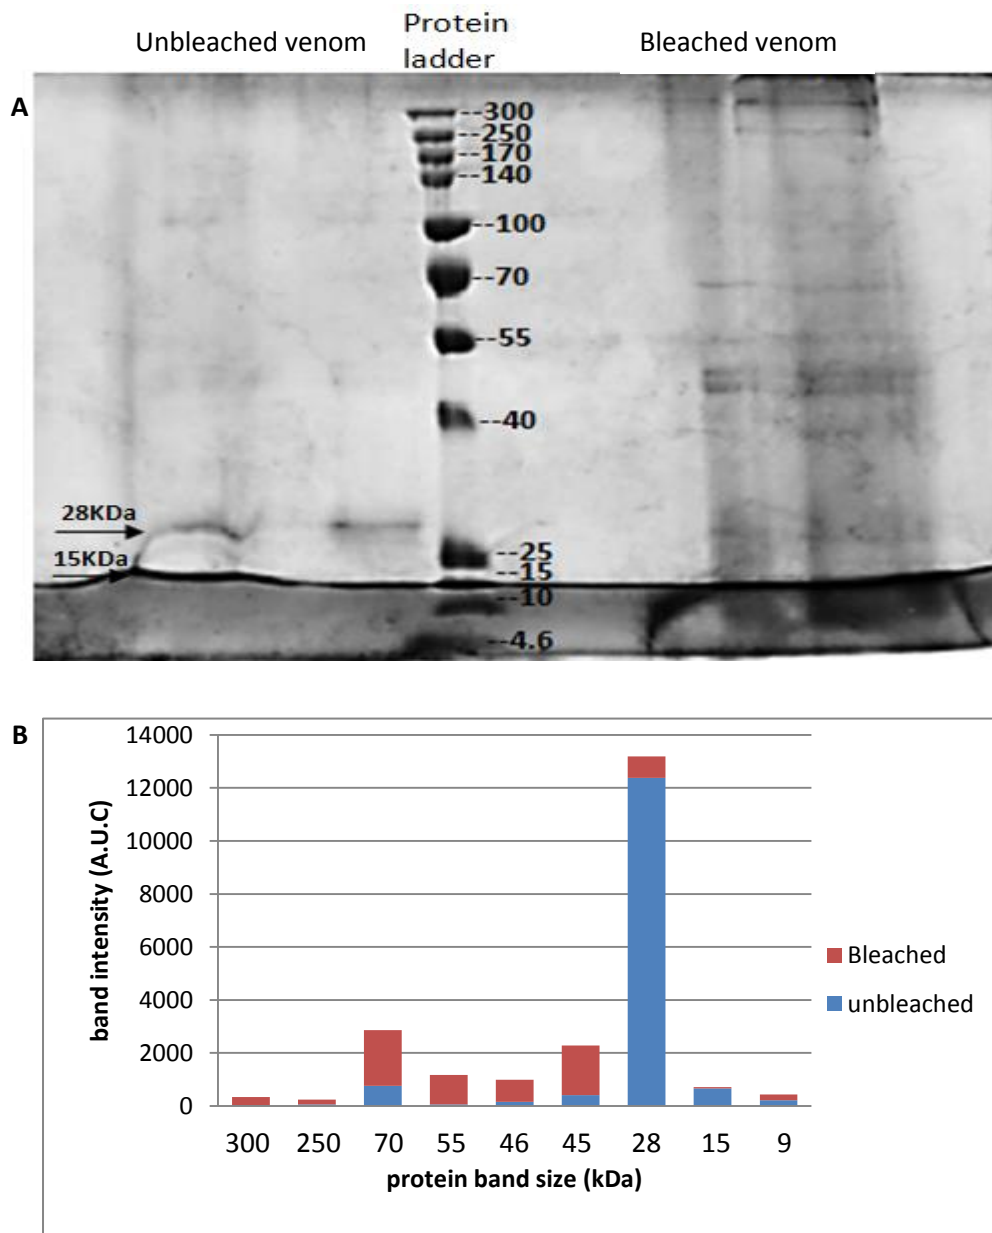 Unbleached venom
Protein
ladder
Bleached venom
A
--300
--250
--170
--140
--100
--70
--55
--40
28KDa
--25
15KDa
--15
--10
--4.6
B
14000
12000
10000
8000
6000
4000
2000
0
band intensity (A.U.C)
Bleached
unbleached
300 250 70 55 46 45 28 15 9
protein band size (kDa)